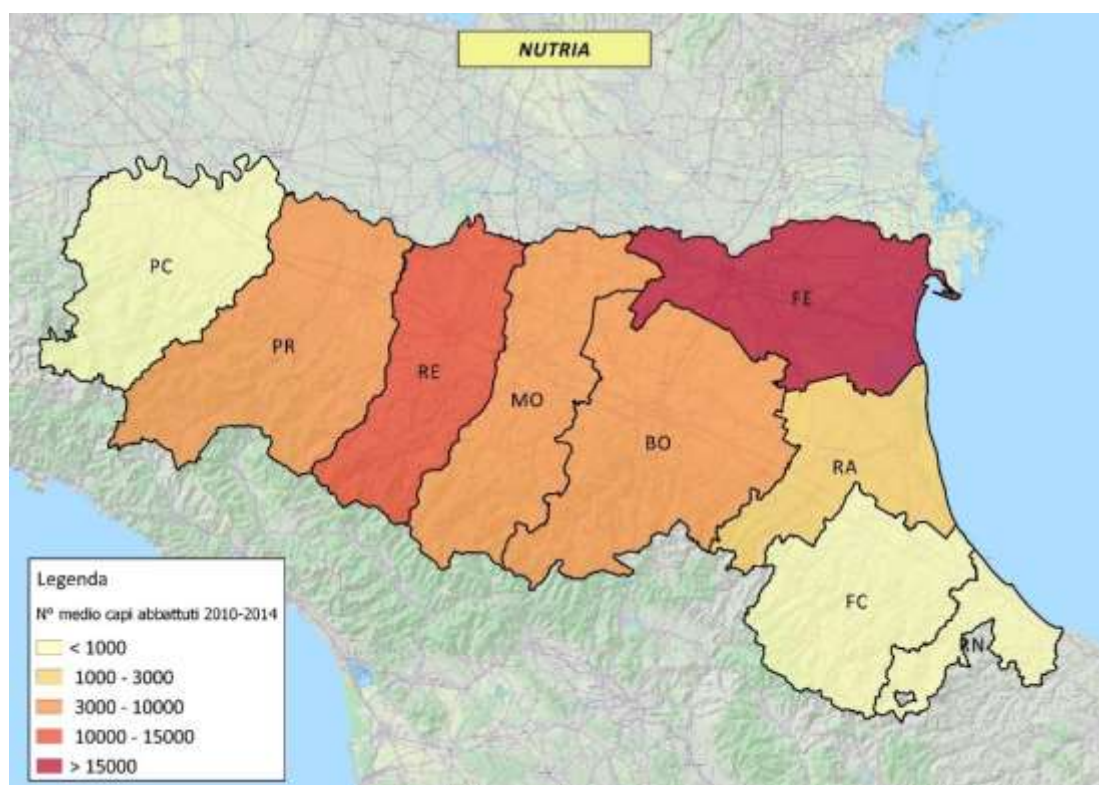 NUTRIA
PC
FE
PR
RE
MO
BO
RA
FC
RN
Legenda
N° medio capi abbattuti 2010-2014
< 1000
1000 - 3000
3000 - 10000
10000 - 15000
> 15000